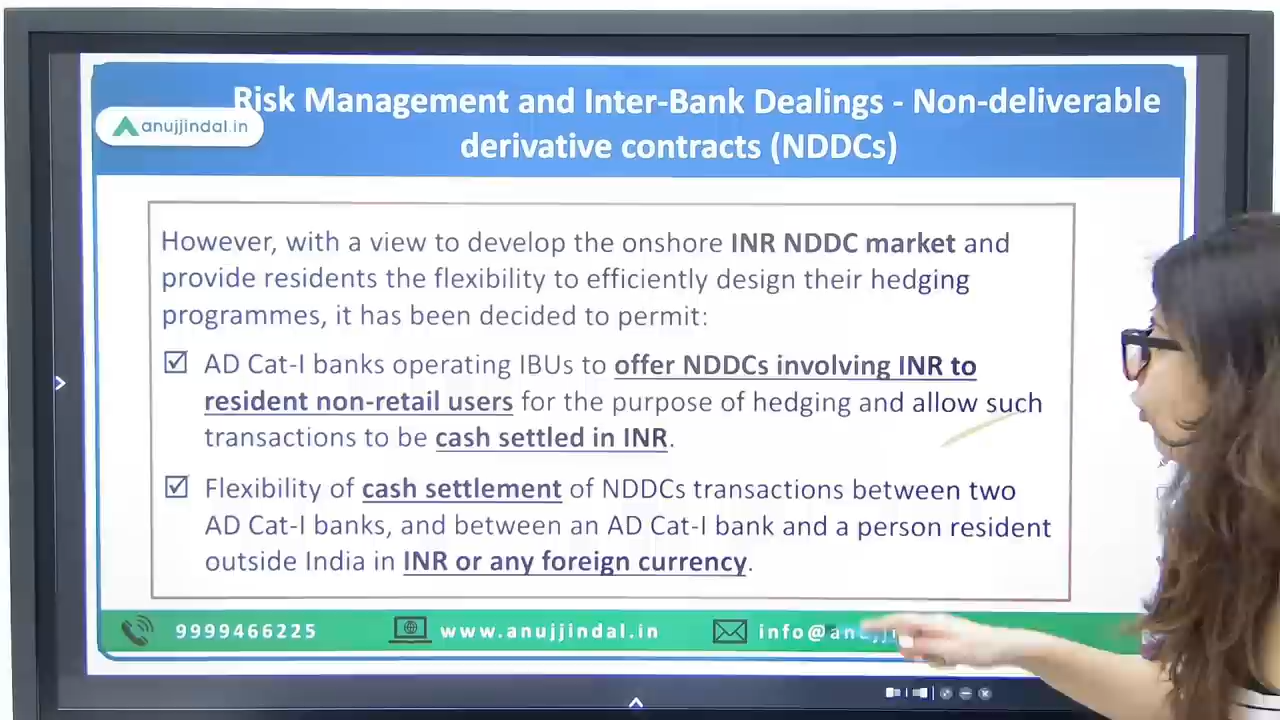 Risk Management and Inter-Bank Dealings - Non-deliverable
anujjindal.in
derivative contracts (NDDCs)
However, with a view to develop the onshore INR NDDC market and
provide residents the flexibility to efficiently design their hedging
programmes, it has been decided to permit:
AD Cat-I banks operating IBUs to offer NDDCs involving INR to
resident non-retail users for the purpose of hedging and allow such
transactions to be cash settled in INR.
Flexibility of cash settlement of NDDCs transactions between two
AD Cat-I banks, and between an AD Cat-I bank and a person resident
outside India in INR or any foreign currency.
9999466225 www.anujjindal.in